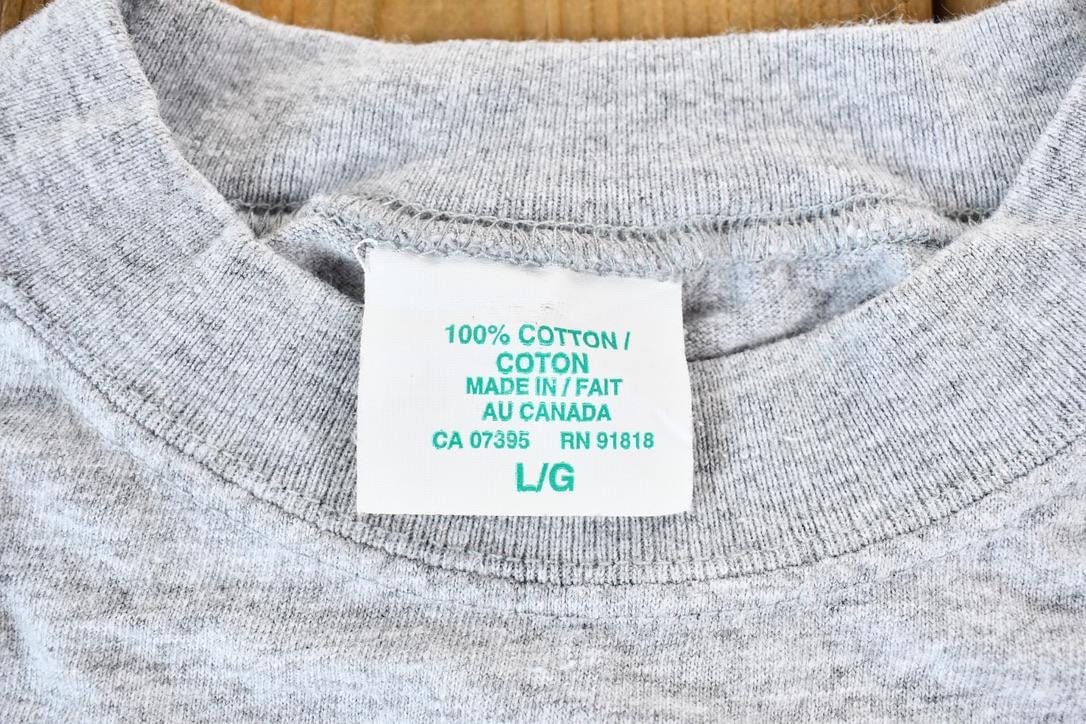 100% COTTON /
COTON
MADE IN / FAIT
AU CANADA
CA 07395 RN 91818
L/G